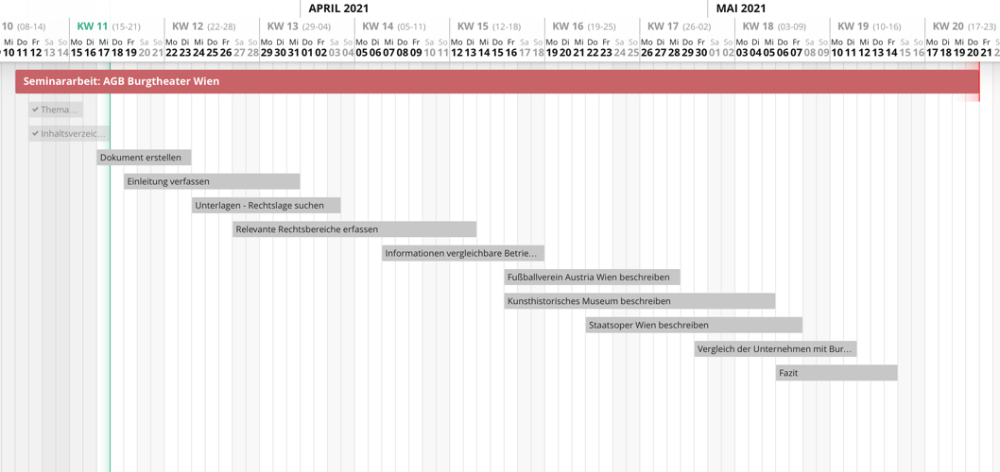 APRIL 2021 MAI 2021
10 (08-14) KW 11 (15-21) KW 12 (22-28) KW 13 (29-04) KW 14 (05-11) KW 15 (12-18) KW 16 (19-25) KW 17 (26-02) KW 18 (03-09) KW 19 (10-16) KW 20 (17-23)
Mi Do Fr Sa So Mo Di Mi Do Fr Sa So Mo Di Mi Do Fr Sa So Mo Di Mi Do Fr Sa So Mo Di Mi Do Fr Sa So Mo Di Mi Do Fr Sa So Mo Di Mi Do Fr Sa So Mo Di Mi Do Fr Sa So Mo Di Mi Do Fr Sa So Mo Di Mi Do Fr Sa So Mo Di Mi Do Fr
10 11 12 13 14 15 16 17 18 19 20 21 22 23 24 25 26 27 28 29 30 31 01 02 03 04 05 06 07 08 09 10 11 12 13 14 15 16 17 18 19 20 21 22 23 24 25 26 27 28 29 30 01 02 03 04 05 06 07 08 09 10 11 12 13 14 15 16 17 18 19 20 21
Seminararbeit: AGB Burgtheater Wien
✔ Thema...
✔ Inhaltsverzeic...
Dokument erstellen
Einleitung verfassen
Unterlagen - Rechtslage suchen
Relevante Rechtsbereiche erfassen
Informationen vergleichbare Betrie...
Fußballverein Austria Wien beschreiben
Kunsthistorisches Museum beschreiben
Staatsoper Wien beschreiben
Vergleich der Unternehmen mit Bur...
Fazit